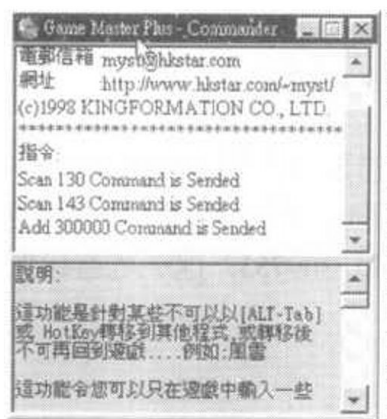 Game Master Plus - Commander
電郵信箱 myst@hkstar.com
網址 :http://www.hkstar.com/~myst/
(c)1998 KINGFORMATION CO., LTD.
********************************
指令:
Scan 130 Command is Sended
Scan 143 Command is Sended
Add 300000 Command is Sended
說明:
這功能是針對某些不可以以[ALT-Tab]
或 HotKey轉移到其他程式,或轉移後
不可再回到遊戲....例如:風雲
這功能令您可以只在遊戲中輸入一些